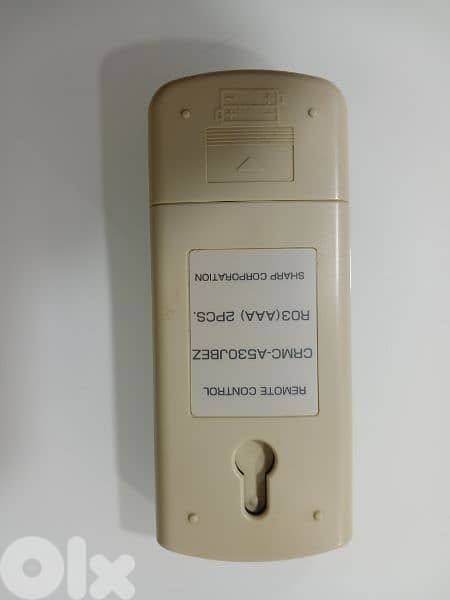 REMOTE CONTROL
CRMC-A530JBEZ
R03(AAA) 2PCS.
SHARP CORPORATION
OLX